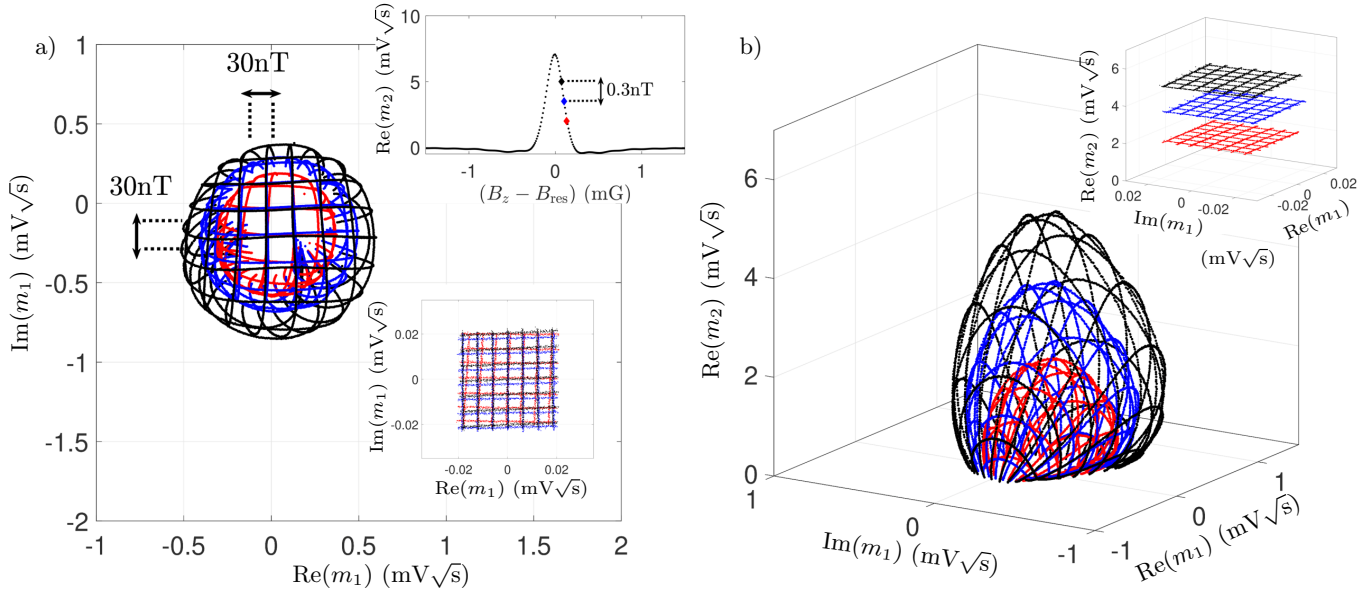 a)
1
0.5
0
-0.5
-1
-1.5
-2
-1 -0.5 0 0.5 1 1.5 2
Im(m₁) (mV√s)
Re(m₁) (mV√s)
30nT
30nT
10
5
0
Re(m₂) (mV√s)
0.3nT
-1 0 1
(B_z − B_res) (mG)
0.02
0
-0.02
-0.02 0 0.020
Im(m₁) (mV√s)
Re(m₁) (mV√s)
b)
6
4
2
0
Re(m₂) (mV√s)
1 0 -1
Im(m₁) (mV√s)
-1 0 1
Re(m₁) (mV√s)
6
4
2
0
Re(m₂) (mV√s)
0.02 0 -0.02
Im(m₁)
-0.02 0 0.02
Re(m₁)
(mV√s)